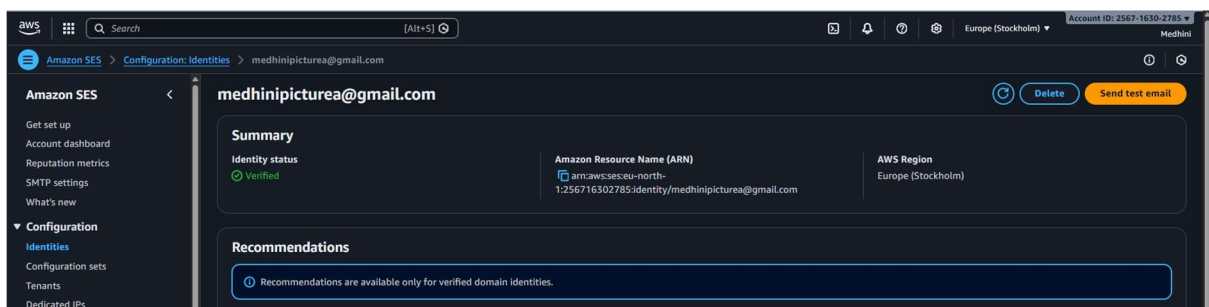 aws
Search
[Alt+S]
Europe (Stockholm)
Account ID: 2567-1630-2785
Medhini
Amazon SES > Configuration: Identities > medhinipicturea@gmail.com
Amazon SES
Get set up
Account dashboard
Reputation metrics
SMTP settings
What's new
Configuration
Identities
Configuration sets
Tenants
Dedicated IPs
medhinipicturea@gmail.com
Delete
Send test email
Summary
Identity status
Verified
Amazon Resource Name (ARN)
arn:aws:ses:eu-north-
1:256716302785:identity/medhinipicturea@gmail.com
AWS Region
Europe (Stockholm)
Recommendations
Recommendations are available only for verified domain identities.